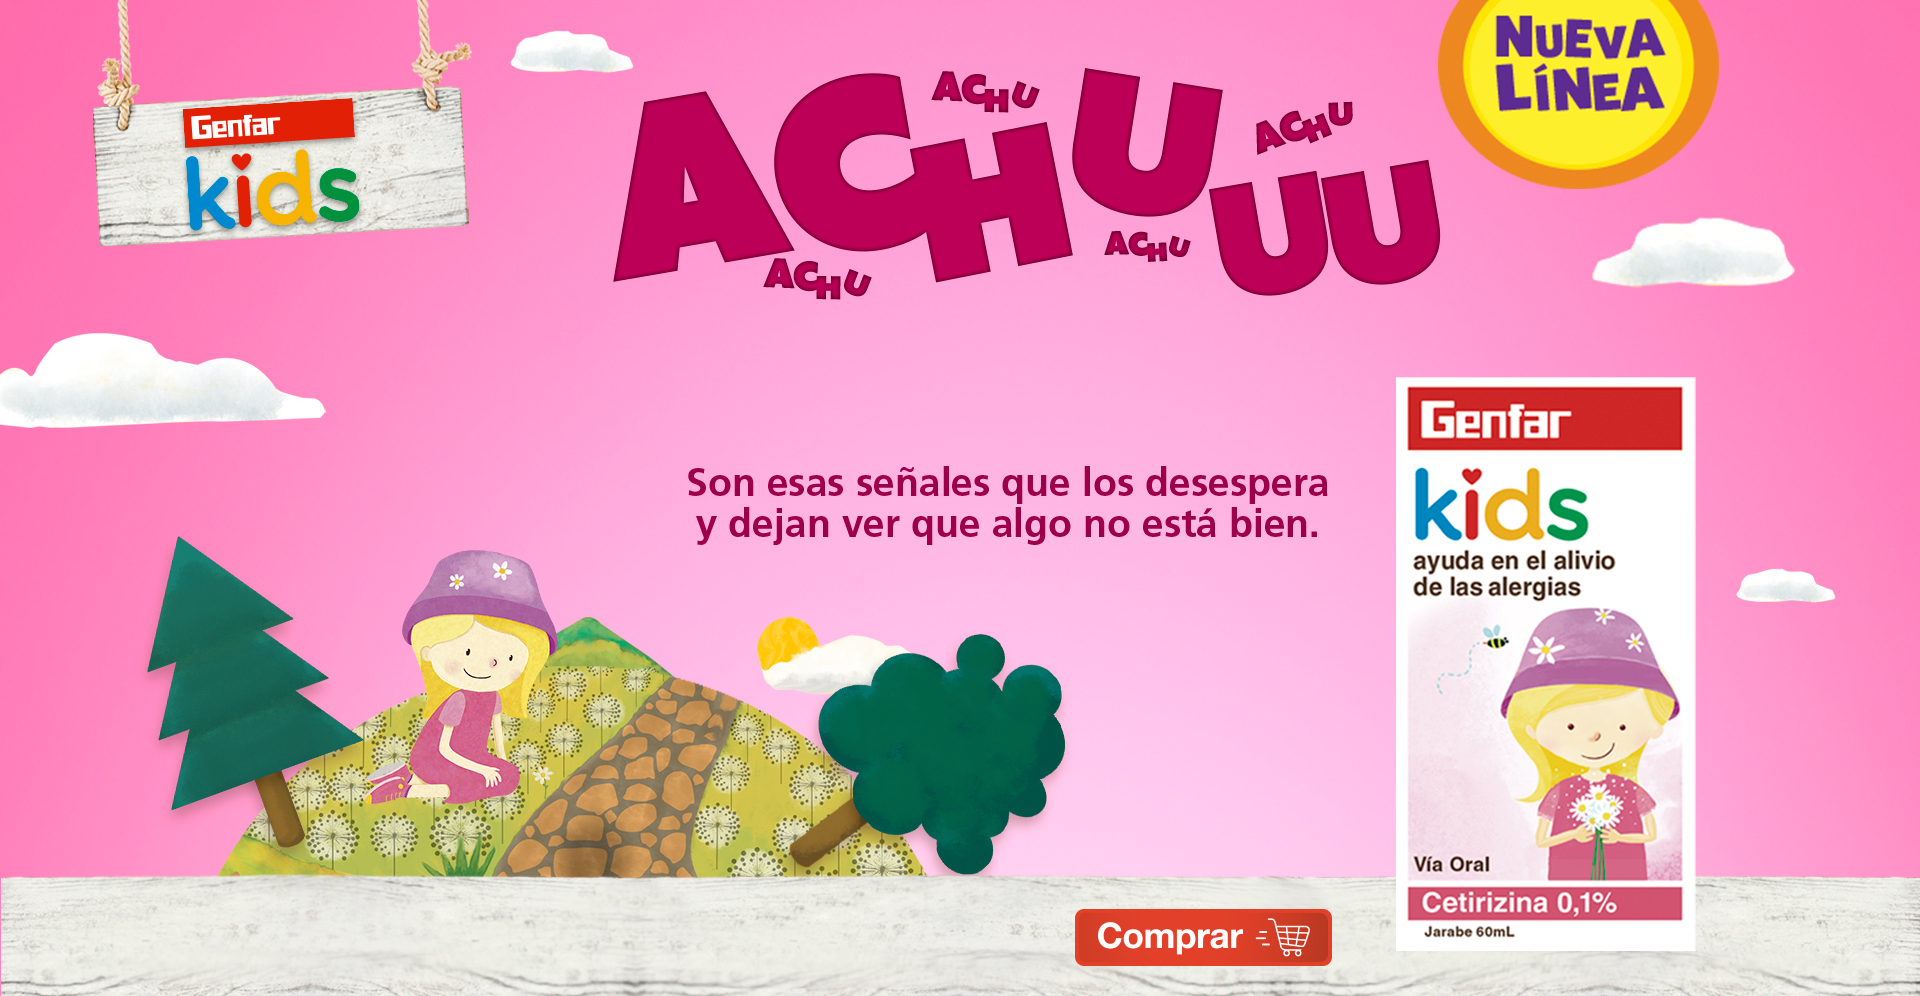 Genfar
kids
ACHU
ACHUUU
ACHU
ACHU
ACHU
NUEVA
LÍNEA
Son esas señales que los desespera
y dejan ver que algo no está bien.
Genfar
kids
ayuda en el alivio
de las alergias
Vía Oral
Cetirizina 0,1%
Jarabe 60mL
Comprar